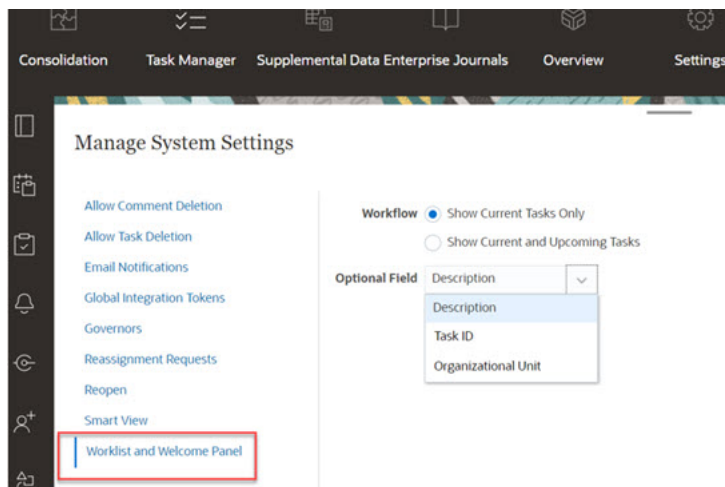 Consolidation Task Manager Supplemental Data Enterprise Journals Overview Settings
Manage System Settings
Allow Comment Deletion
Allow Task Deletion
Email Notifications
Global Integration Tokens
Governors
Reassignment Requests
Reopen
Smart View
Worklist and Welcome Panel
Workflow Show Current Tasks Only
Show Current and Upcoming Tasks
Optional Field Description
Description
Task ID
Organizational Unit